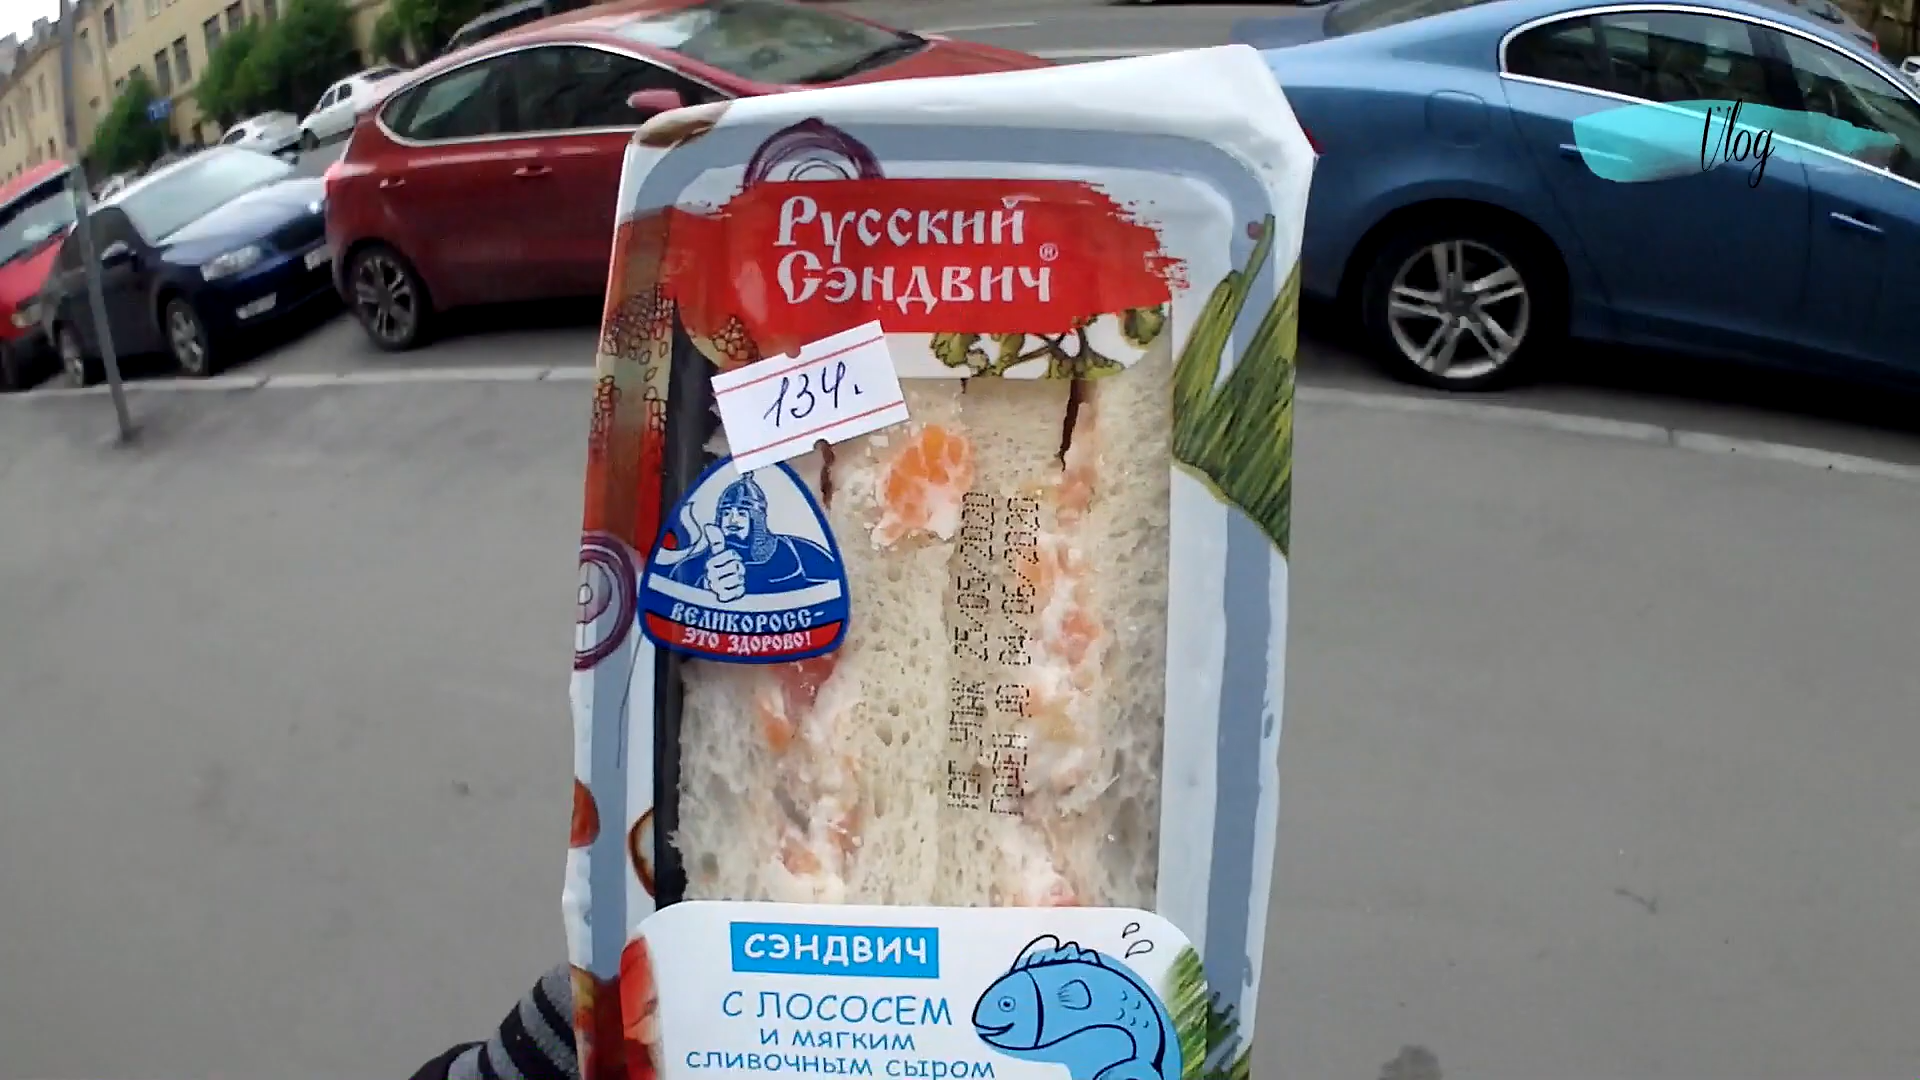 Vlog
Русский
Сэндвич®
134.
ВЕЛИКОРОСС-
ЭТО ЗДОРОВО!
ИЗГ УПАК 25/05/2020
ГОДЕН ДО 04/06/2020
СЭНДВИЧ
С ЛОСОСЕМ
И МЯГКИМ
СЛИВОЧНЫМ СЫРОМ